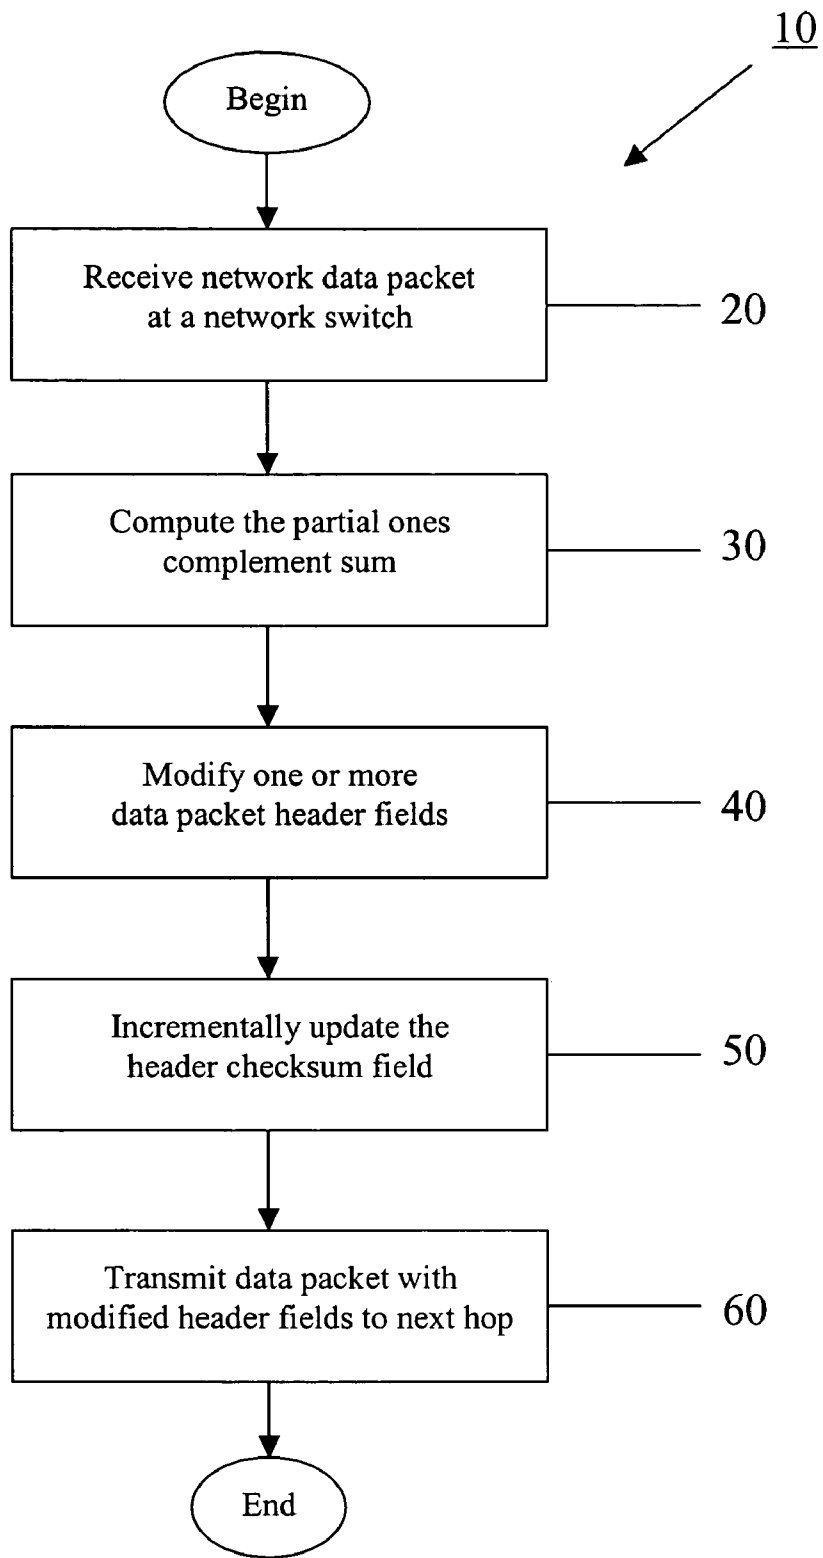 10
Begin
Receive network data packet
at a network switch
20
Compute the partial ones
complement sum
30
Modify one or more
data packet header fields
40
Incrementally update the
header checksum field
50
Transmit data packet with
modified header fields to next hop
60
End